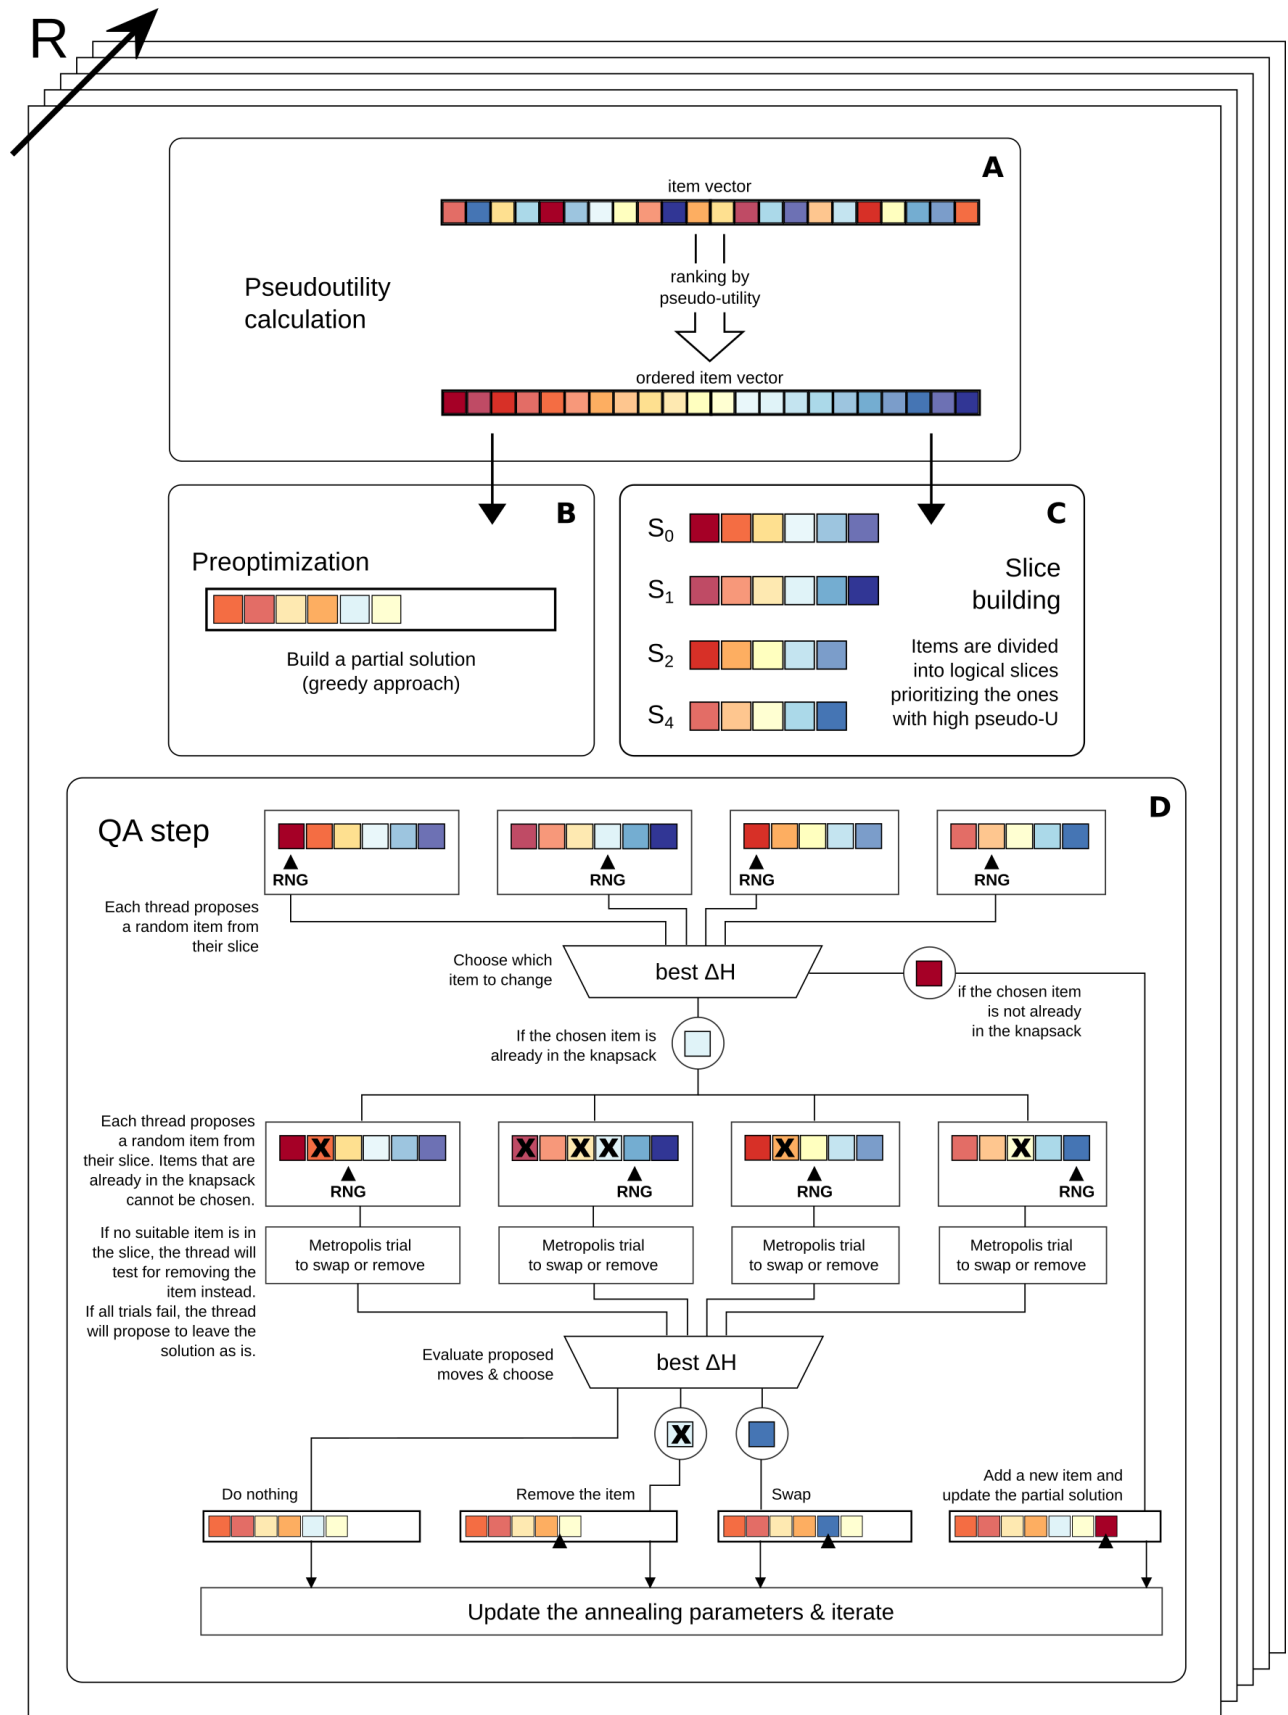 R
A
item vector
ranking by
pseudo-utility
Pseudoutility
calculation
ordered item vector
B
Preoptimization
Build a partial solution
(greedy approach)
C
S0
S1
S2
S4
Slice
building
Items are divided
into logical slices
prioritizing the ones
with high pseudo-U
D
QA step
RNG
RNG
RNG
RNG
Each thread proposes
a random item from
their slice
Choose which
item to change
best ΔH
if the chosen item
is not already
in the knapsack
If the chosen item is
already in the knapsack
Each thread proposes
a random item from
their slice. Items that are
already in the knapsack
cannot be chosen.
X
X
X
X
X
X
RNG
RNG
RNG
RNG
If no suitable item is in
the slice, the thread will
test for removing the
item instead.
If all trials fail, the thread
will propose to leave the
solution as is.
Metropolis trial
to swap or remove
Metropolis trial
to swap or remove
Metropolis trial
to swap or remove
Metropolis trial
to swap or remove
Evaluate proposed
moves & choose
best ΔH
X
Do nothing
Remove the item
Swap
Add a new item and
update the partial solution
Update the annealing parameters & iterate